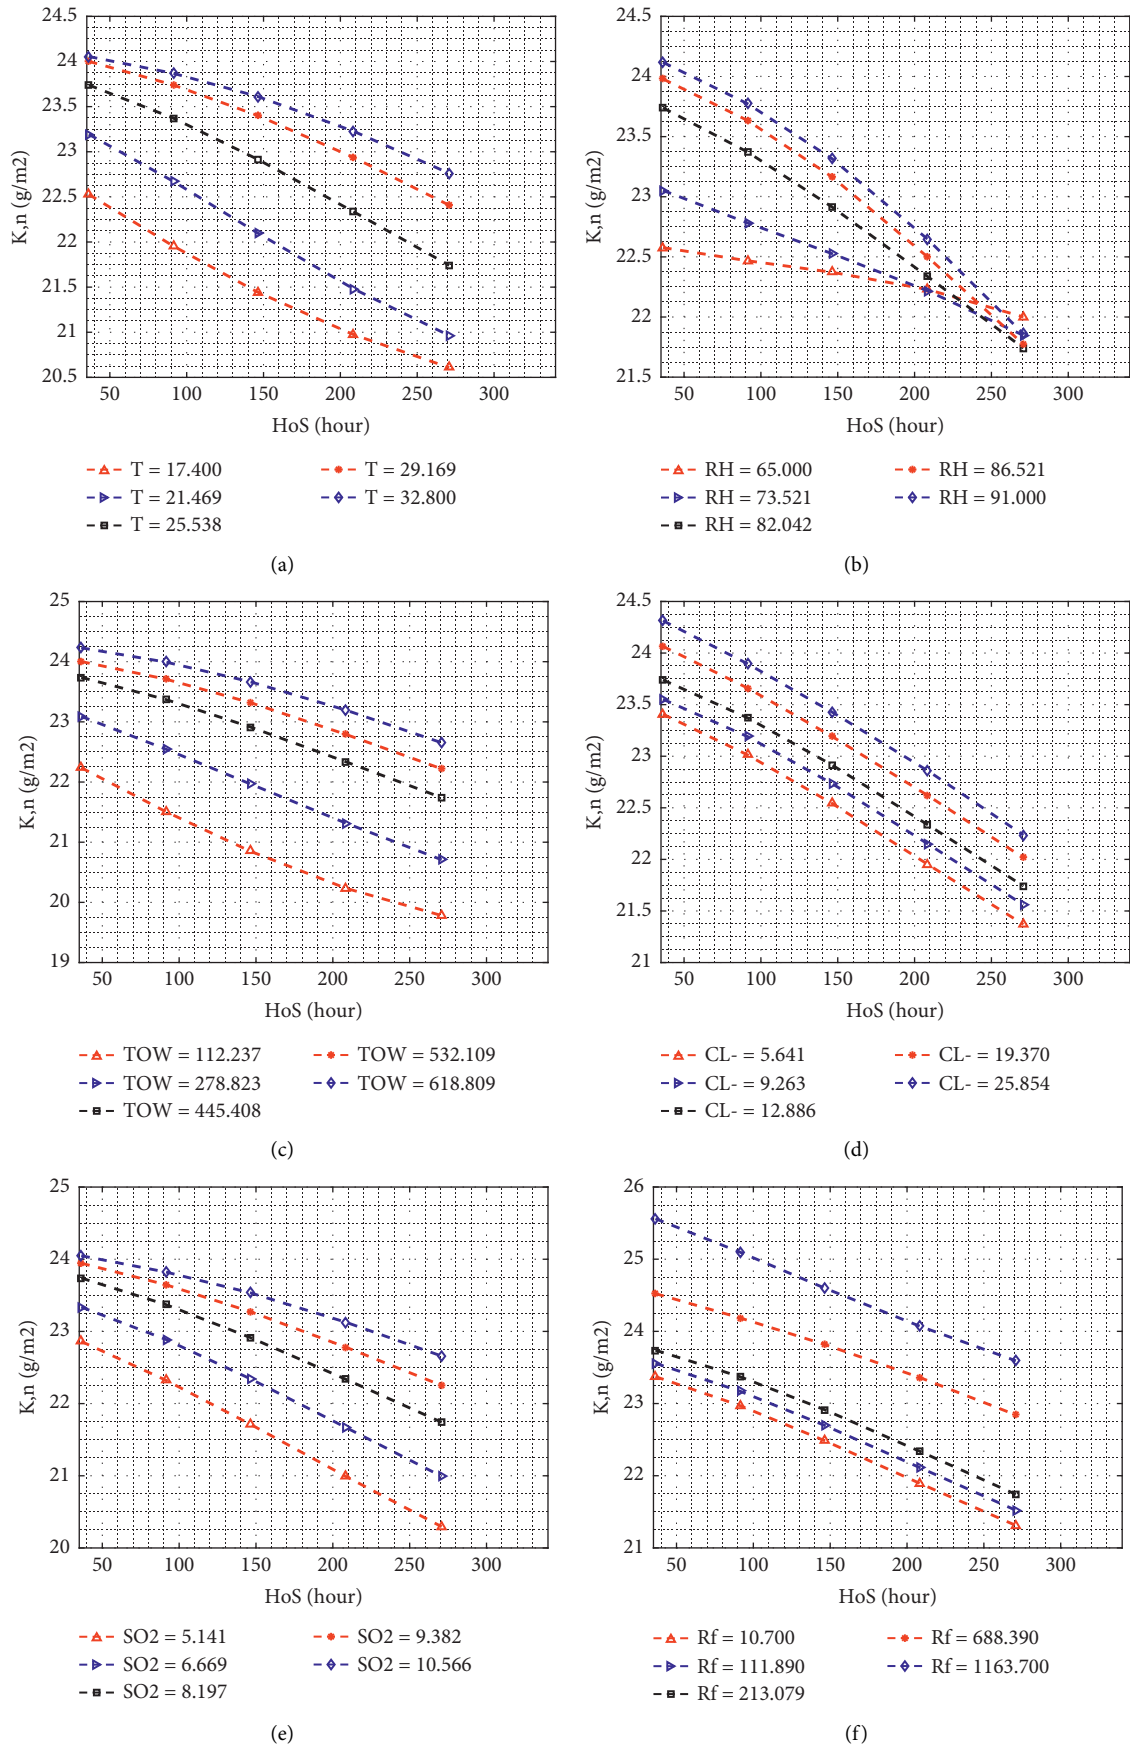 24.5
24
23.5
23
22.5
22
21.5
21
20.5
K,n (g/m2)
50 100 150 200 250 300
HoS (hour)
T = 17.400 T = 29.169
T = 21.469 T = 32.800
T = 25.538
(a)
24.5
24
23.5
23
22.5
22
21.5
K,n (g/m2)
50 100 150 200 250 300
HoS (hour)
RH = 65.000 RH = 86.521
RH = 73.521 RH = 91.000
RH = 82.042
(b)
25
24
23
22
21
20
19
K,n (g/m2)
50 100 150 200 250 300
HoS (hour)
TOW = 112.237 TOW = 532.109
TOW = 278.823 TOW = 618.809
TOW = 445.408
(c)
24.5
24
23.5
23
22.5
22
21.5
21
K,n (g/m2)
50 100 150 200 250 300
HoS (hour)
CL- = 5.641 CL- = 19.370
CL- = 9.263 CL- = 25.854
CL- = 12.886
(d)
25
24
23
22
21
20
K,n (g/m2)
50 100 150 200 250 300
HoS (hour)
SO2 = 5.141 SO2 = 9.382
SO2 = 6.669 SO2 = 10.566
SO2 = 8.197
(e)
26
25
24
23
22
21
K,n (g/m2)
50 100 150 200 250 300
HoS (hour)
Rf = 10.700 Rf = 688.390
Rf = 111.890 Rf = 1163.700
Rf = 213.079
(f)